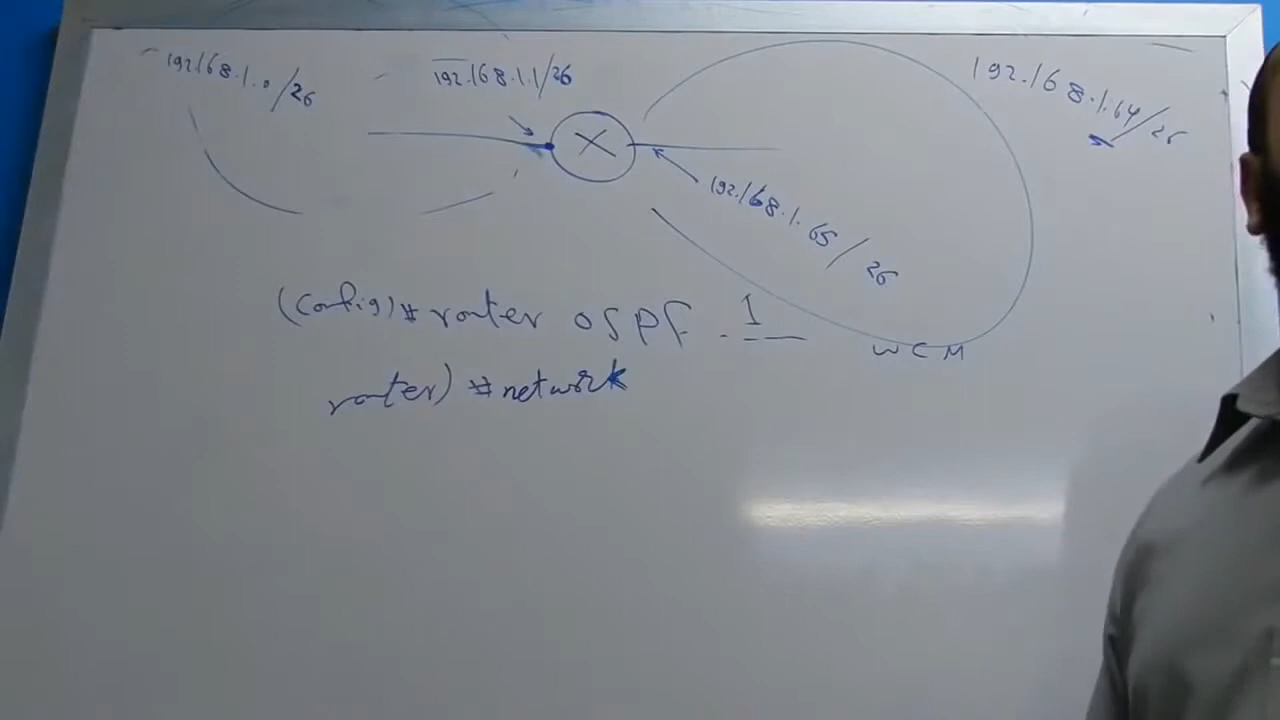 192.168.1.0/26
192.168.1.1/26
192.168.1.64/26
192.168.1.65/26
(Config)# router ospf 1
router) # network
WCM